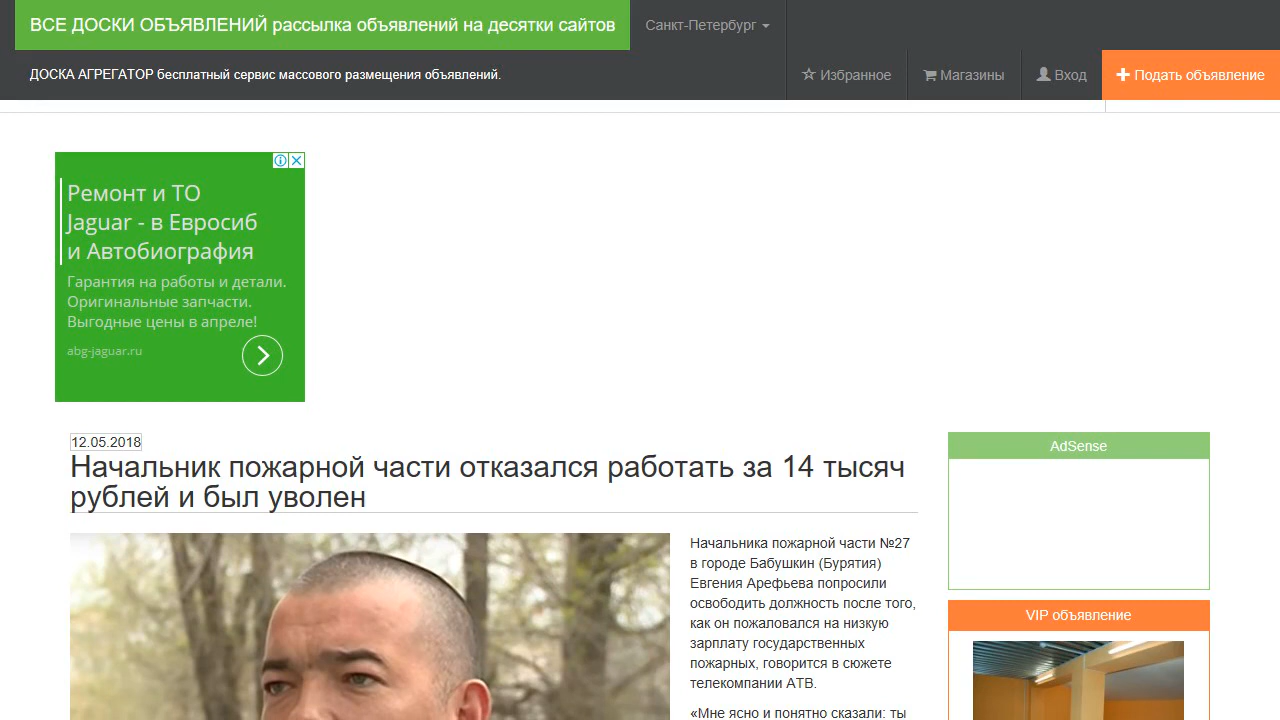 ВСЕ ДОСКИ ОБЪЯВЛЕНИЙ рассылка объявлений на десятки сайтов
Санкт-Петербург
ДОСКА АГРЕГАТОР бесплатный сервис массового размещения объявлений.
Избранное
Магазины
Вход
Подать объявление
Ремонт и ТО
Jaguar - в Евросиб
и Автобиография
Гарантия на работы и детали.
Оригинальные запчасти.
Выгодные цены в апреле!
abg-jaguar.ru
12.05.2018
Начальник пожарной части отказался работать за 14 тысяч
рублей и был уволен
Начальника пожарной части №27
в городе Бабушкин (Бурятия)
Евгения Арефьева попросили
освободить должность после того,
как он пожаловался на низкую
зарплату государственных
пожарных, говорится в сюжете
телекомпании АТВ.
«Мне ясно и понятно сказали: ты
AdSense
VIP объявление